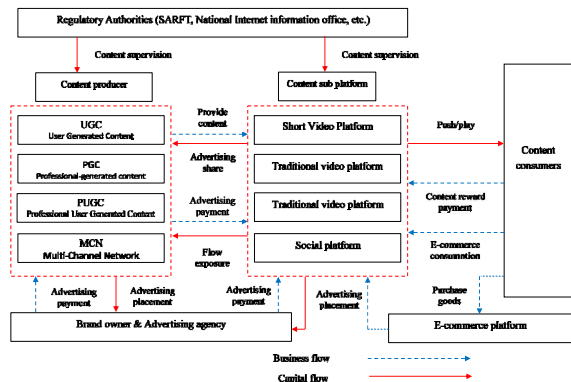 Regulatory Authorities (SARFT, National Internet information office, etc.)
Content supervision
Content supervision
Content producer
Content sub platform
UGC
User Generated Content
PGC
Professional-generated content
PUGC
Professional User Generated Content
MCN
Multi-Channel Network
Provide
content
Advertising
share
Advertising
payment
Flow
exposure
Short Video Platform
Traditional video platform
Traditional video platform
Social platform
Push/play
Content reward
payment
E-commerce
consumntion
Content
consumers
Advertising
payment
Advertising
placement
Advertising
payment
Advertising
placement
Purchase
goods
Brand owner & Advertising agency
E-commerce platform
Business flow
Capital flow